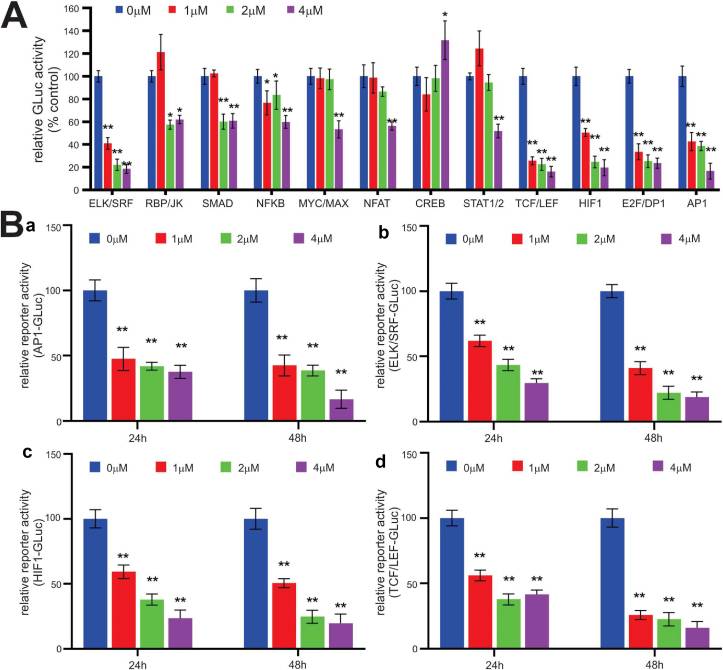 A
0μM 1μM 2μM 4μM
relative GLuc activity
(% control)
160
140
120
100
80
60
40
20
0
** ** **
* *
** **
* * **
**
**
*
**
** ** **
** ** **
** ** **
** ** **
ELK/SRF RBP/JK SMAD NFKB MYC/MAX NFAT CREB STAT1/2 TCF/LEF HIF1 E2F/DP1 AP1
B
a
0μM 1μM 2μM 4μM
relative reporter activity
(AP1-GLuc)
150
100
50
0
** ** **
** ** **
24h 48h
b
0μM 1μM 2μM 4μM
relative reporter activity
(ELK/SRF-GLuc)
150
100
50
0
** ** **
** ** **
24h 48h
c
0μM 1μM 2μM 4μM
relative reporter activity
(HIF1-GLuc)
150
100
50
0
** ** **
** ** **
24h 48h
d
0μM 1μM 2μM 4μM
relative reporter activity
(TCF/LEF-GLuc)
150
100
50
0
** ** **
** ** **
24h 48h